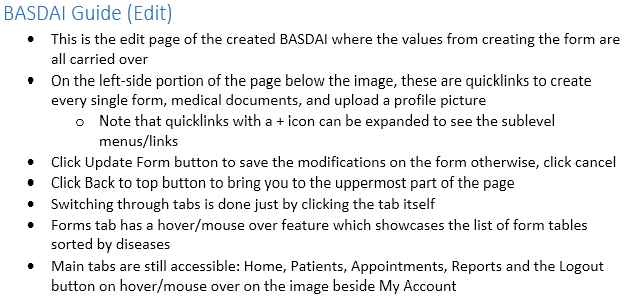 BASDAI Guide (Edit)
• This is the edit page of the created BASDAI where the values from creating the form are
all carried over
• On the left-side portion of the page below the image, these are quicklinks to create
every single form, medical documents, and upload a profile picture
o Note that quicklinks with a + icon can be expanded to see the sublevel
menus/links
• Click Update Form button to save the modifications on the form otherwise, click cancel
• Click Back to top button to bring you to the uppermost part of the page
• Switching through tabs is done just by clicking the tab itself
• Forms tab has a hover/mouse over feature which showcases the list of form tables
sorted by diseases
• Main tabs are still accessible: Home, Patients, Appointments, Reports and the Logout
button on hover/mouse over on the image beside My Account